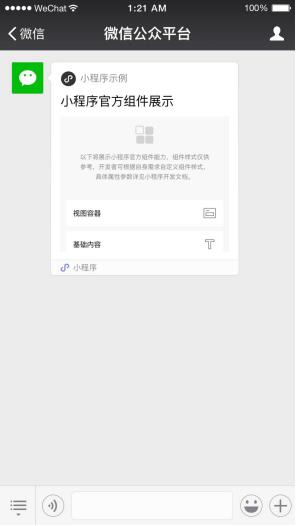 WeChat 1:21 AM 100%
微信 微信公众平台
小程序示例
小程序官方组件展示
以下将展示小程序官方组件能力，组件样式仅供
参考，开发者可根据自身需求自定义组件样式，
具体属性参数详见小程序开发文档。
视图容器
基础内容
小程序